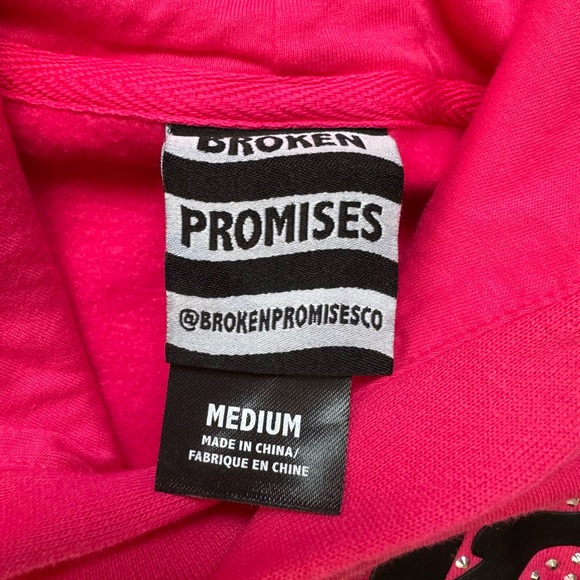 BROKEN
PROMISES
@BROKENPROMISESCO
MEDIUM
MADE IN CHINA/
FABRIQUE EN CHINE